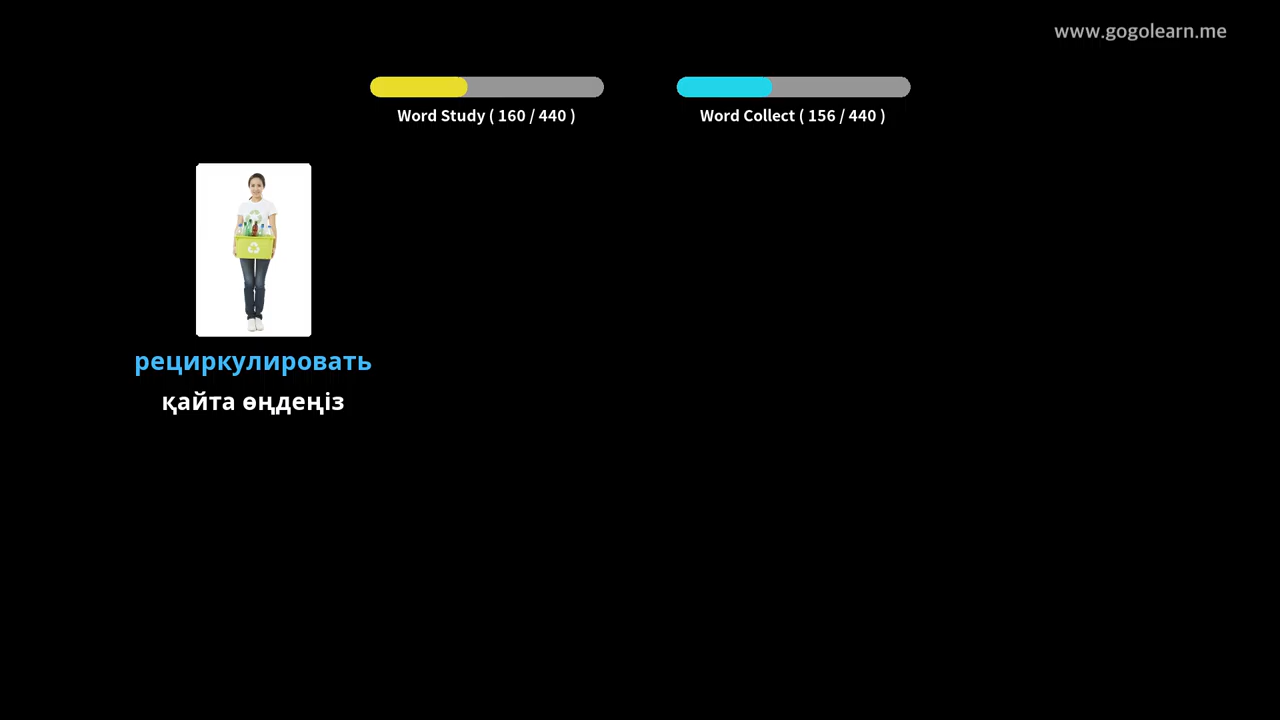 www.gogolearn.me
Word Study ( 160 / 440 )
Word Collect ( 156 / 440 )
рециркулировать
қайта өңдеңіз